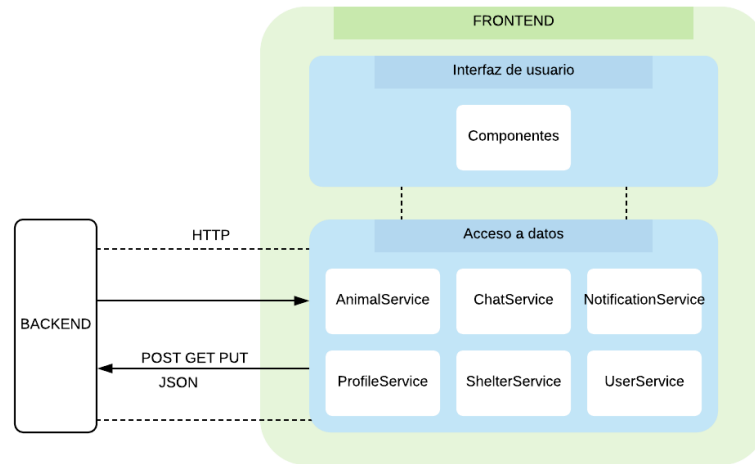 FRONTEND
Interfaz de usuario
Componentes
HTTP
Acceso a datos
AnimalService
ChatService
NotificationService
BACKEND
POST GET PUT
JSON
ProfileService
ShelterService
UserService